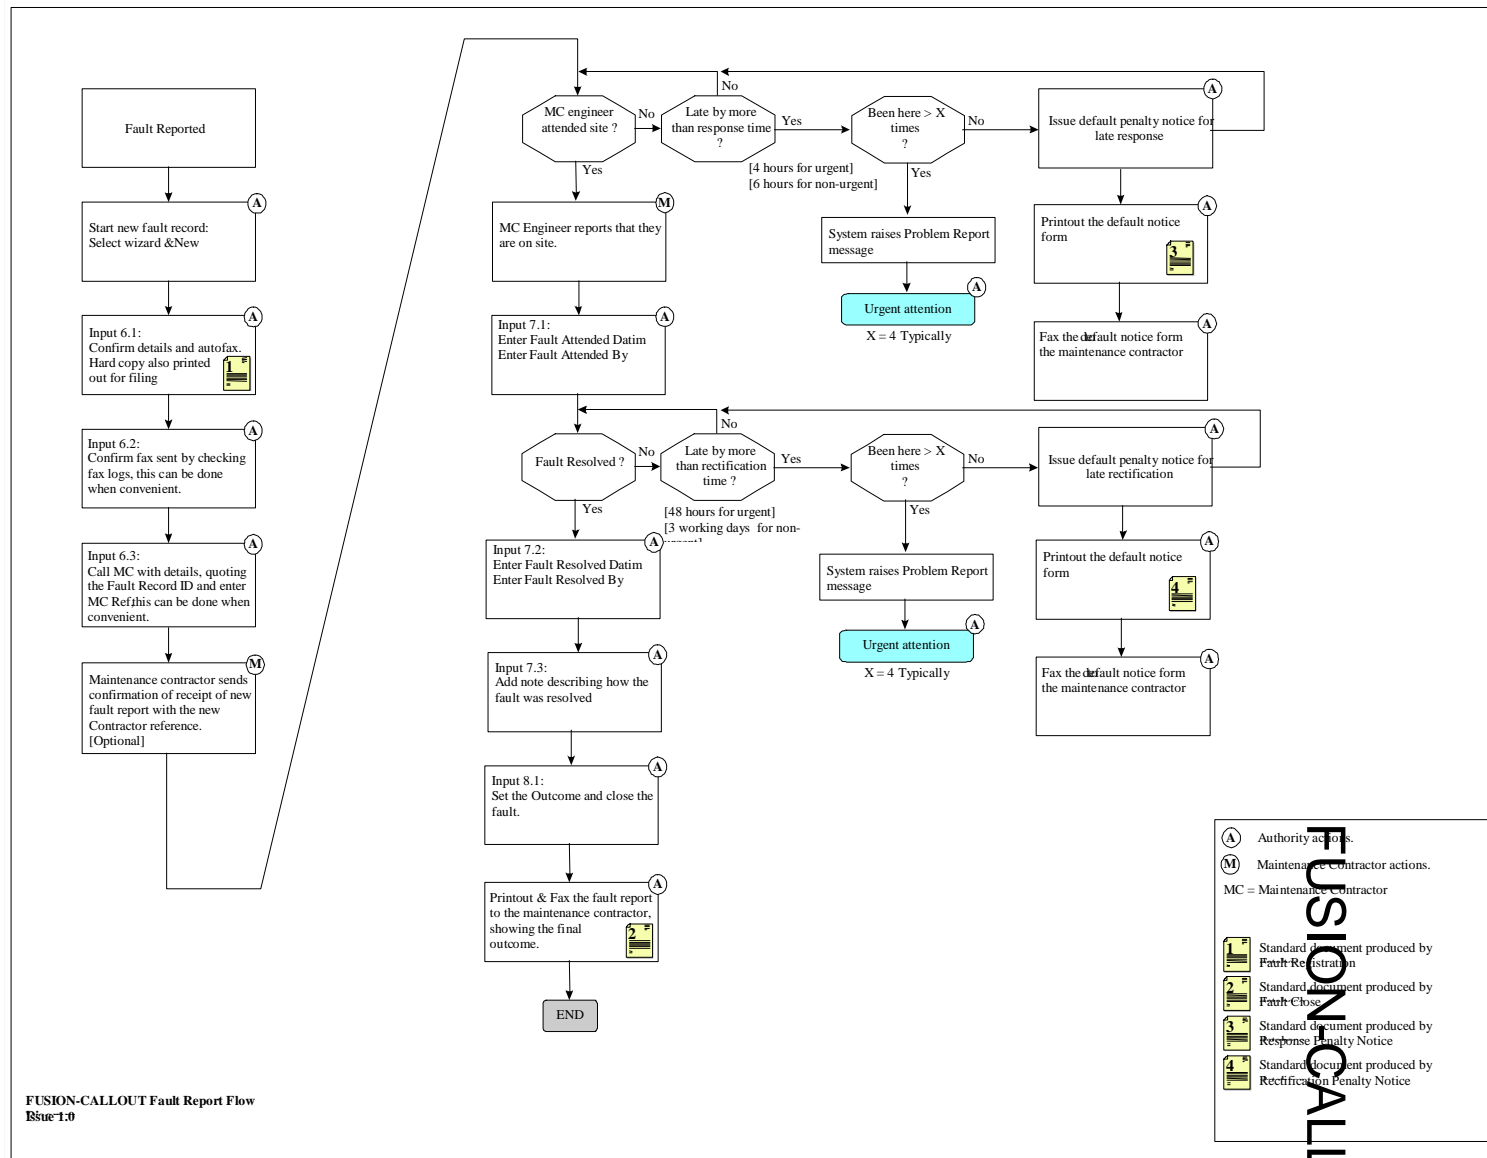 Fault Reported
A
Start new fault record:
Select wizard &New
A
Input 6.1:
Confirm details and autofax.
Hard copy also printed
out for filing
1
A
Input 6.2:
Confirm fax sent by checking
fax logs, this can be done
when convenient.
A
Input 6.3:
Call MC with details, quoting
the Fault Record ID and enter
MC Ref,this can be done when
convenient.
M
Maintenance contractor sends
confirmation of receipt of new
fault report with the new
Contractor reference.
[Optional]
MC engineer
attended site ?
No
Yes
Late by more
than response time
?
No
Yes
[4 hours for urgent]
[6 hours for non-urgent]
Been here > X
times
?
No
Yes
A
Issue default penalty notice for
late response
M
MC Engineer reports that they
are on site.
System raises Problem Report
message
A
Urgent attention
X = 4 Typically
A
Printout the default notice
form
3
A
Fax the default notice form
the maintenance contractor
A
Input 7.1:
Enter Fault Attended Datim
Enter Fault Attended By
Fault Resolved ?
No
Yes
Late by more
than rectification
time ?
No
Yes
[48 hours for urgent]
[3 working days for non-
urgent]
Been here > X
times
?
No
Yes
A
Issue default penalty notice for
late rectification
A
Input 7.2:
Enter Fault Resolved Datim
Enter Fault Resolved By
System raises Problem Report
message
A
Urgent attention
X = 4 Typically
A
Printout the default notice
form
4
A
Fax the default notice form
the maintenance contractor
A
Input 7.3:
Add note describing how the
fault was resolved
A
Input 8.1:
Set the Outcome and close the
fault.
A
Printout & Fax the fault report
to the maintenance contractor,
showing the final
outcome.
2
END
A Authority actions.
M Maintenance Contractor actions.
MC = Maintenance Contractor
1 Standard document produced by
Fault Registration
2 Standard document produced by
Fault Close
3 Standard document produced by
Response Penalty Notice
4 Standard document produced by
Rectification Penalty Notice
FUSION-CALL
FUSION-CALLOUT Fault Report Flow
Issue 1.0